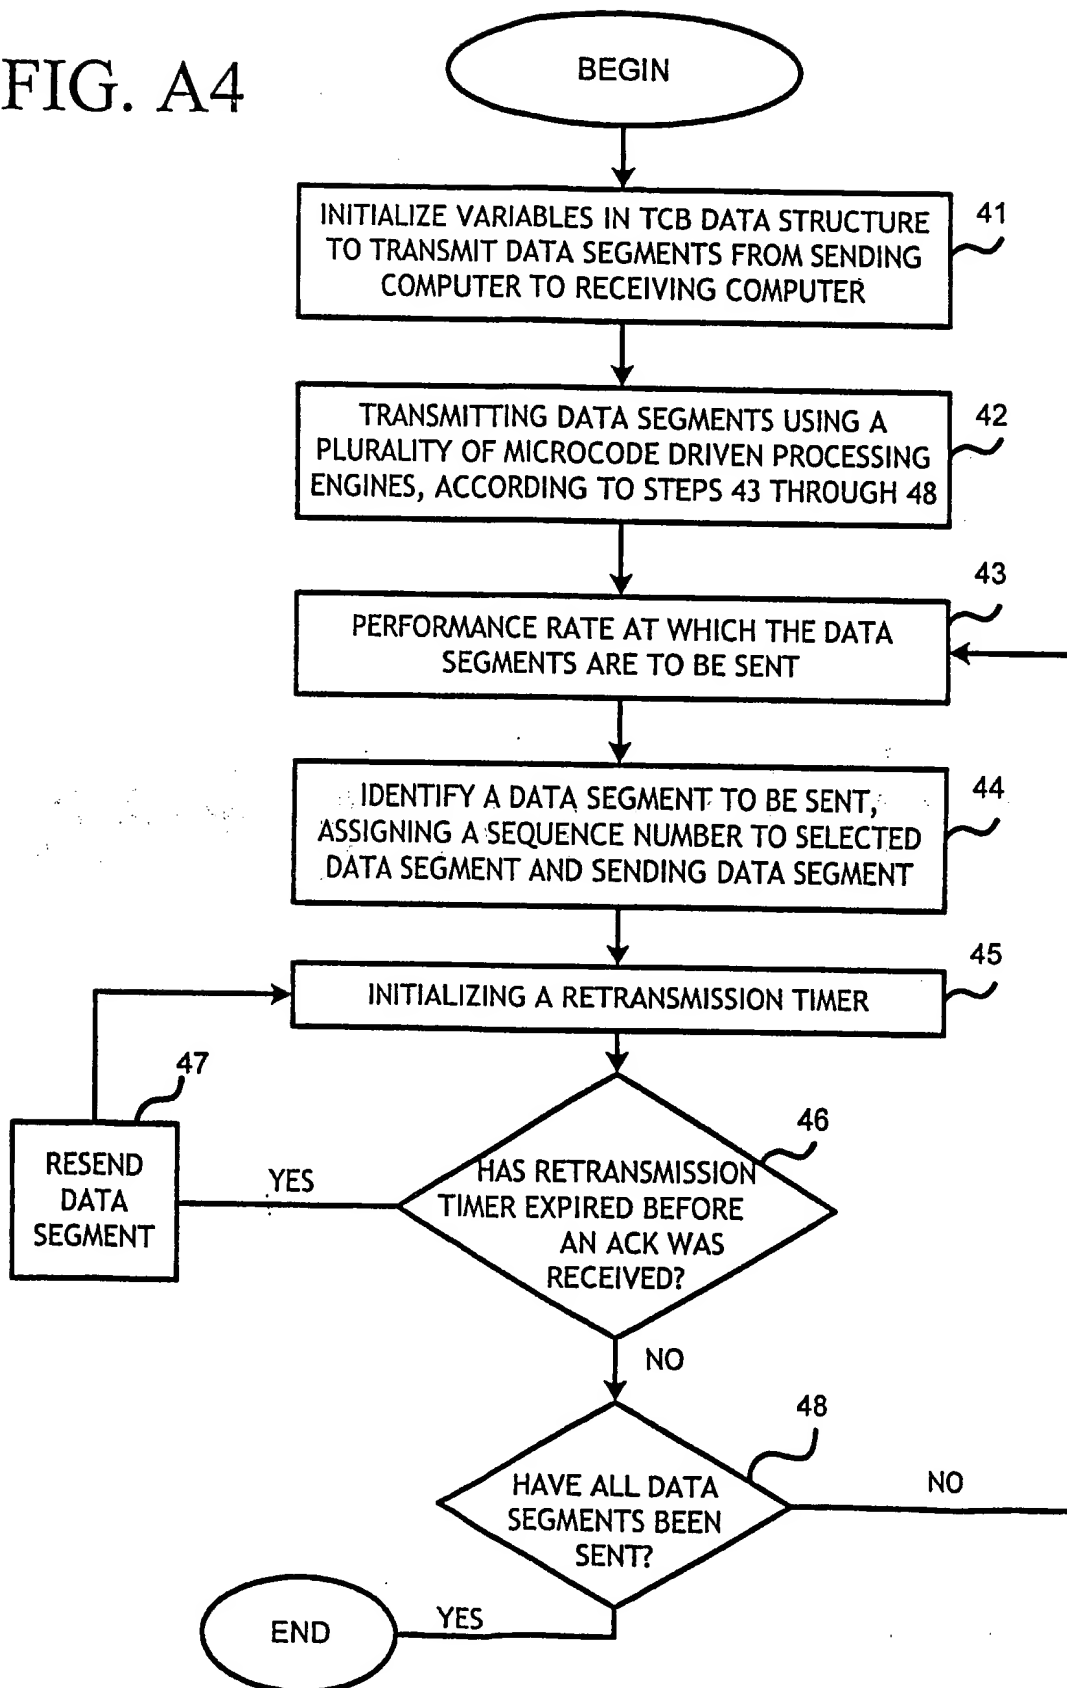 FIG. A4
BEGIN
INITIALIZE VARIABLES IN TCB DATA STRUCTURE
TO TRANSMIT DATA SEGMENTS FROM SENDING
COMPUTER TO RECEIVING COMPUTER
41
TRANSMITTING DATA SEGMENTS USING A
PLURALITY OF MICROCODE DRIVEN PROCESSING
ENGINES, ACCORDING TO STEPS 43 THROUGH 48
42
PERFORMANCE RATE AT WHICH THE DATA
SEGMENTS ARE TO BE SENT
43
IDENTIFY A DATA SEGMENT TO BE SENT,
ASSIGNING A SEQUENCE NUMBER TO SELECTED
DATA SEGMENT AND SENDING DATA SEGMENT
44
INITIALIZING A RETRANSMISSION TIMER
45
47
RESEND
DATA
SEGMENT
YES
46
HAS RETRANSMISSION
TIMER EXPIRED BEFORE
AN ACK WAS
RECEIVED?
NO
48
HAVE ALL DATA
SEGMENTS BEEN
SENT?
NO
YES
END